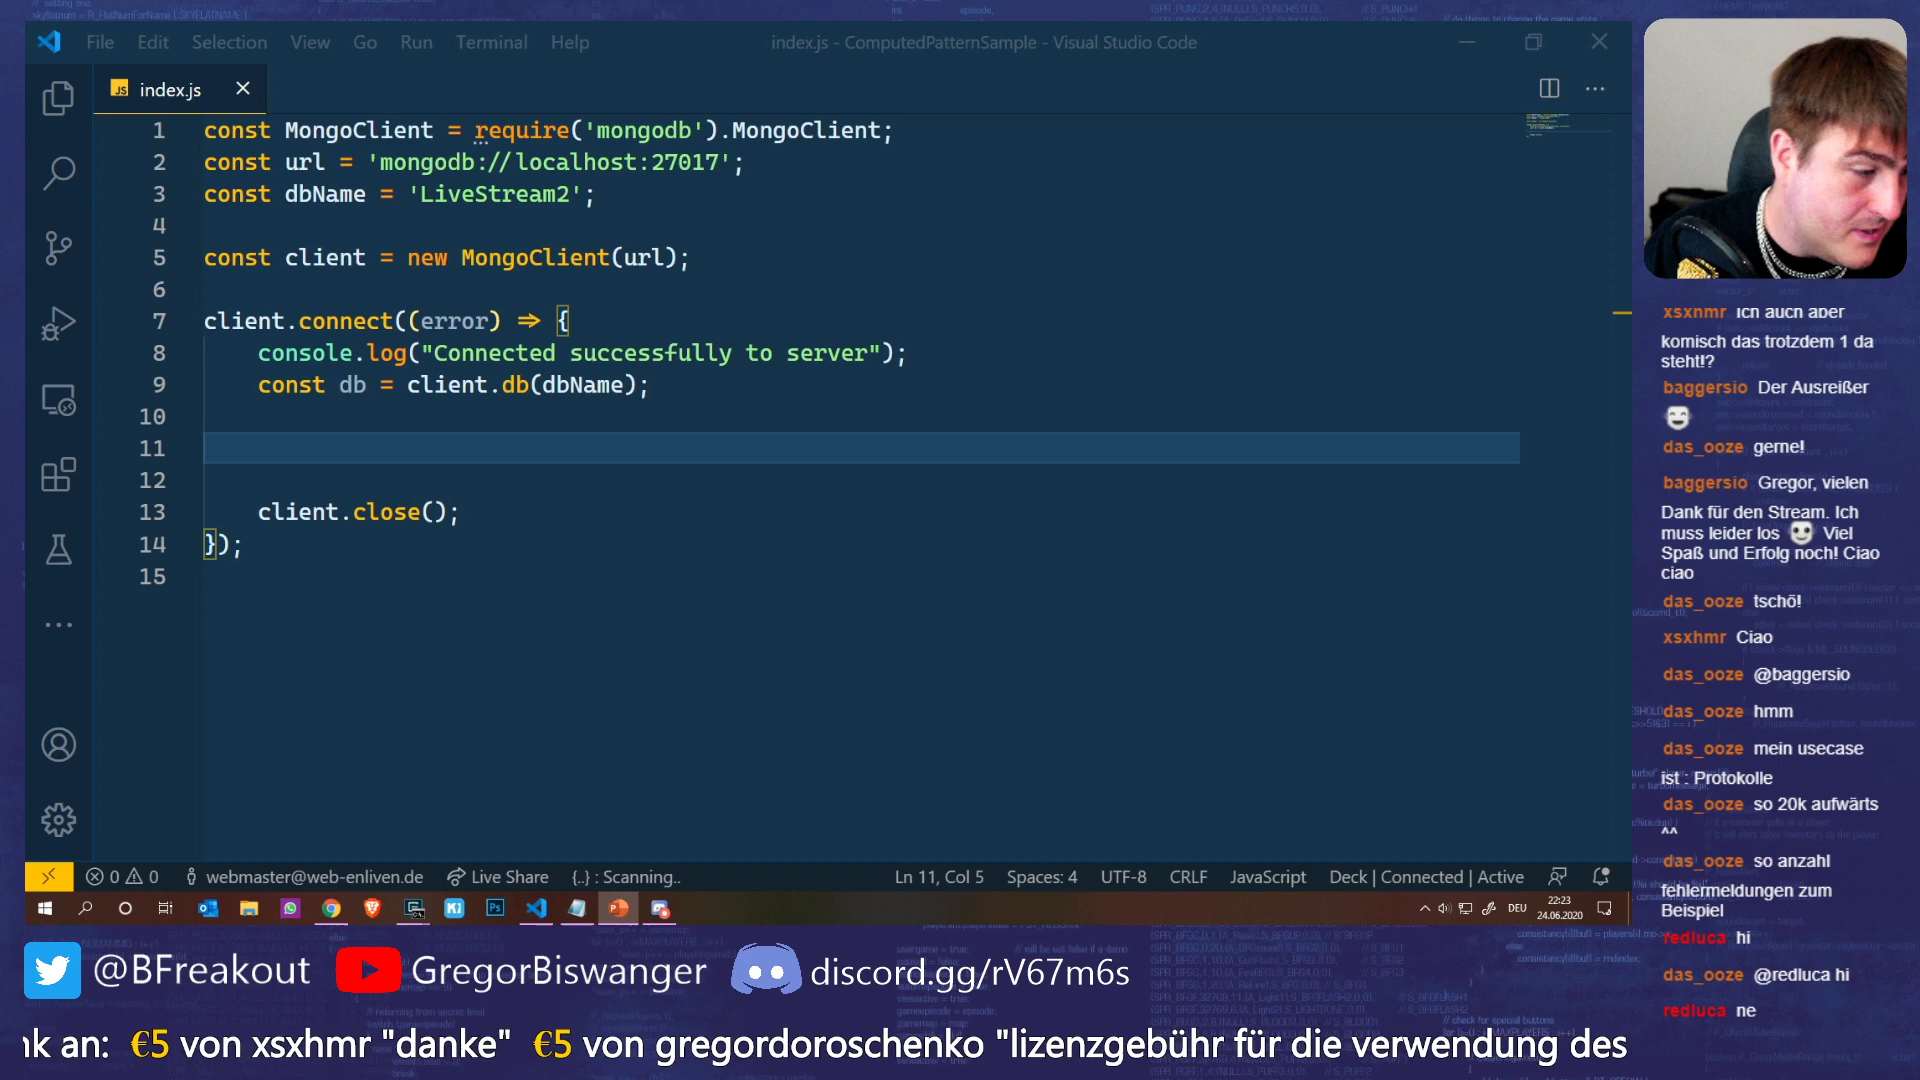 File Edit Selection View Go Run Terminal Help
index.js - ComputedPatternSample - Visual Studio Code
JS index.js
1 const MongoClient = require('mongodb').MongoClient;
2 const url = 'mongodb://localhost:27017';
3 const dbName = 'LiveStream2';
4
5 const client = new MongoClient(url);
6
7 client.connect((error) => {
8 console.log("Connected successfully to server");
9 const db = client.db(dbName);
10
11
12
13 client.close();
14 });
15
0 0 webmaster@web-enliven.de Live Share {..} : Scanning.. Ln 11, Col 5 Spaces: 4 UTF-8 CRLF JavaScript Deck | Connected | Active
DEU 22:23
24.06.2020
xsxhmr ich auch aber
komisch das trotzdem 1 da
steht!?
baggersio Der Ausreißer
das_ooze gerne!
baggersio Gregor, vielen
Dank für den Stream. Ich
muss leider los Viel
Spaß und Erfolg noch! Ciao
ciao
das_ooze tschö!
xsxhmr Ciao
das_ooze @baggersio
das_ooze hmm
das_ooze mein usecase
ist : Protokolle
das_ooze so 20k aufwärts
^^
das_ooze so anzahl
fehlermeldungen zum
Beispiel
redluca hi
das_ooze @redluca hi
redluca ne
@BFreakout GregorBiswanger discord.gg/rV67m6s
nk an: €5 von xsxhmr "danke" €5 von gregordoroschenko "lizenzgebühr für die verwendung des